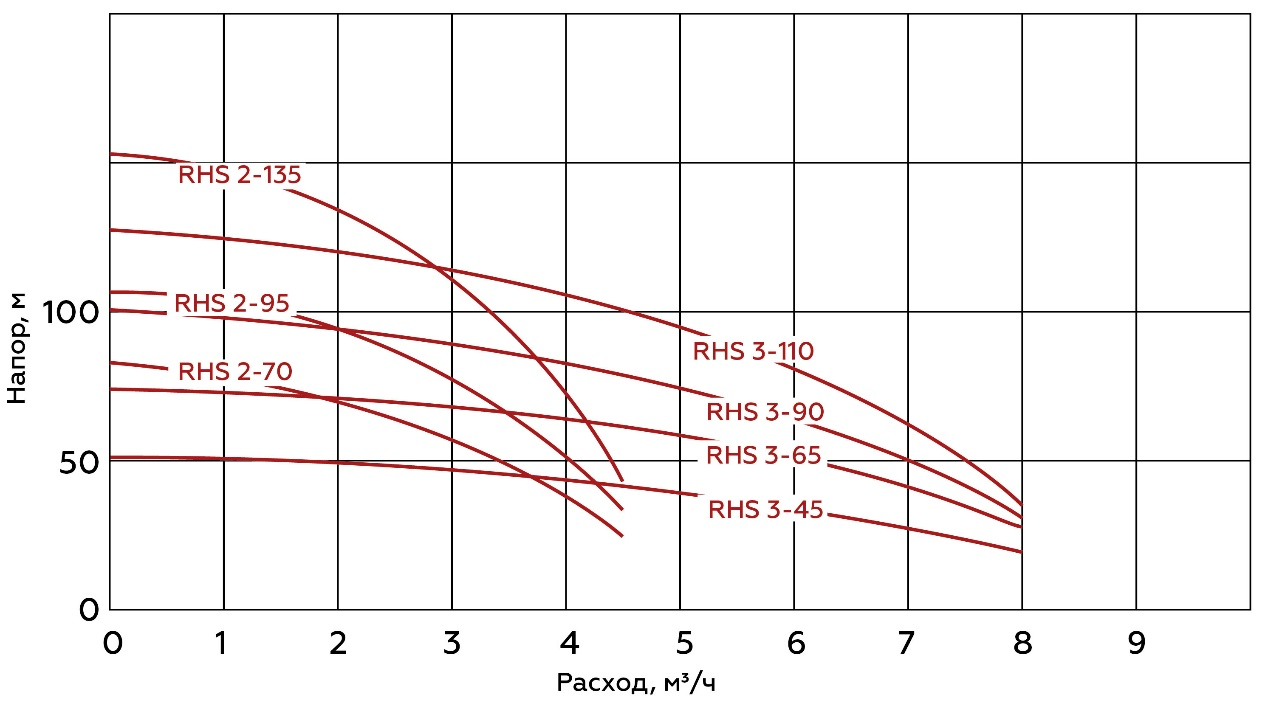 RHS 2-135
RHS 2-95
100
RHS 3-110
RHS 2-70
RHS 3-90
Напор, м
50
RHS 3-65
RHS 3-45
0
0 1 2 3 4 5 6 7 8 9
Расход, м³/ч